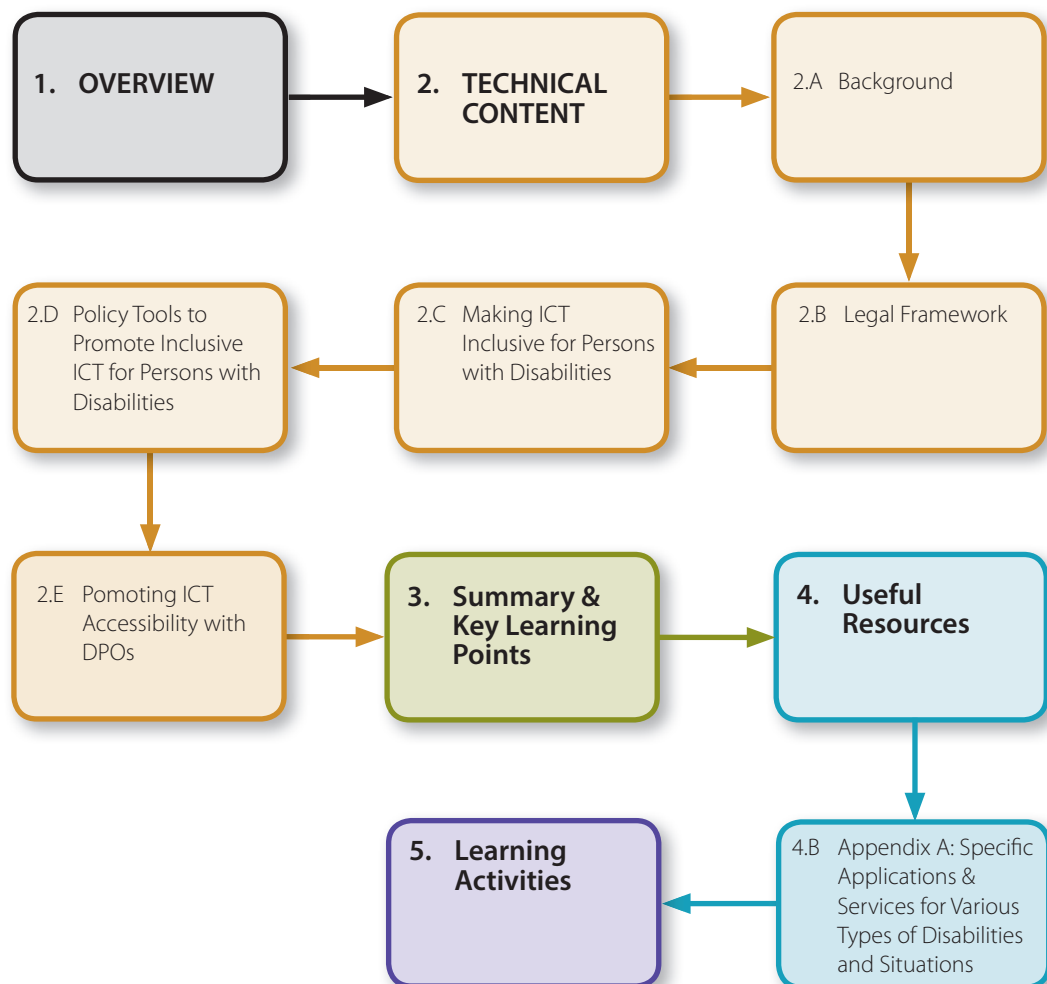 1. OVERVIEW
2. TECHNICAL
CONTENT
2.A Background
2.B Legal Framework
2.C Making ICT
Inclusive for Persons
with Disabilities
2.D Policy Tools to
Promote Inclusive
ICT for Persons with
Disabilities
2.E Pomoting ICT
Accessibility with
DPOs
3. Summary &
Key Learning
Points
4. Useful
Resources
4.B Appendix A: Specific
Applications &
Services for Various
Types of Disabilities
and Situations
5. Learning
Activities